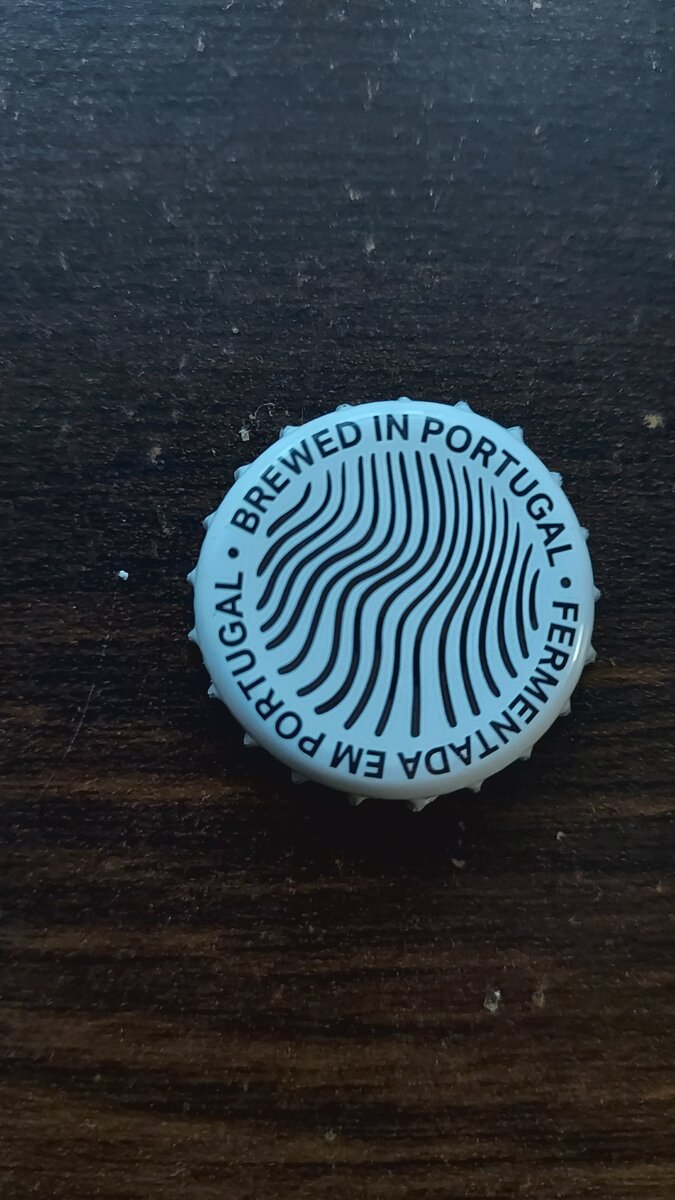 BREWED IN PORTUGAL
• FERMENTADA EM PORTUGAL •